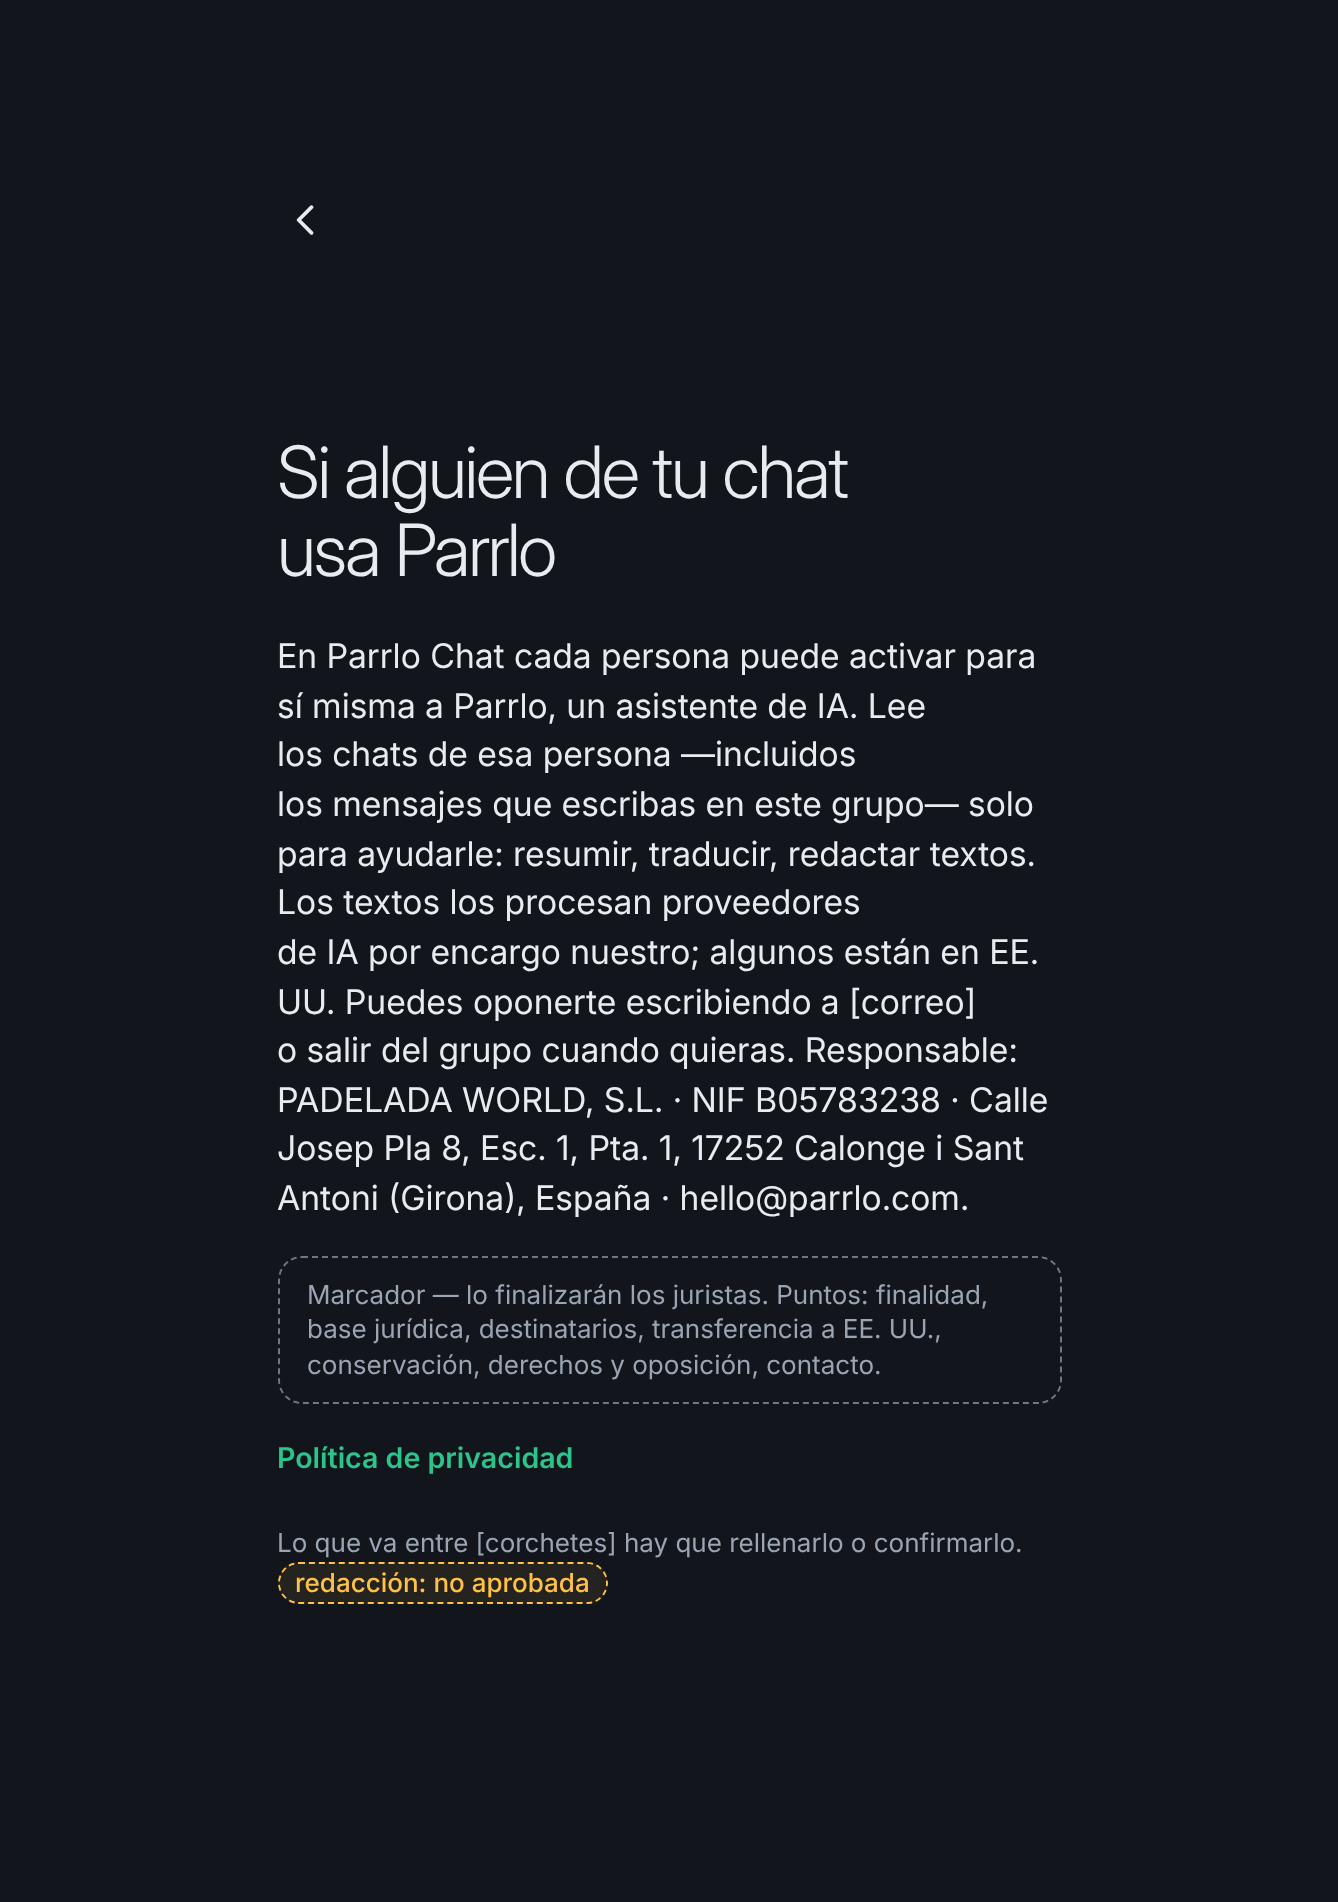 Si alguien de tu chat
usa Parrlo
En Parrlo Chat cada persona puede activar para
sí misma a Parrlo, un asistente de IA. Lee
los chats de esa persona —incluidos
los mensajes que escribas en este grupo— solo
para ayudarle: resumir, traducir, redactar textos.
Los textos los procesan proveedores
de IA por encargo nuestro; algunos están en EE.
UU. Puedes oponerte escribiendo a [correo]
o salir del grupo cuando quieras. Responsable:
PADELADA WORLD, S.L. · NIF B05783238 · Calle
Josep Pla 8, Esc. 1, Pta. 1, 17252 Calonge i Sant
Antoni (Girona), España · hello@parrlo.com.
Marcador — lo finalizarán los juristas. Puntos: finalidad,
base jurídica, destinatarios, transferencia a EE. UU.,
conservación, derechos y oposición, contacto.
Política de privacidad
Lo que va entre [corchetes] hay que rellenarlo o confirmarlo.
redacción: no aprobada